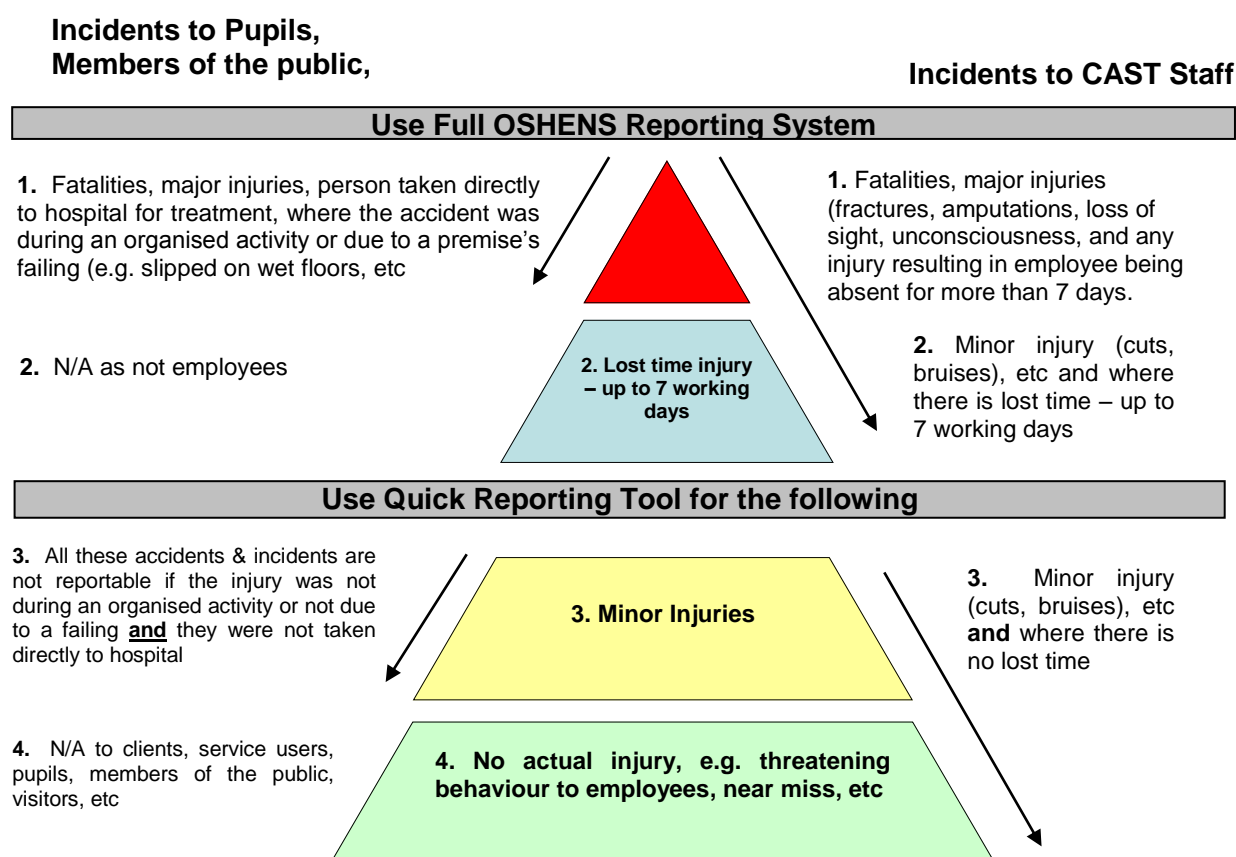 Incidents to Pupils,
Members of the public,
Incidents to CAST Staff
Use Full OSHENS Reporting System
1. Fatalities, major injuries, person taken directly
to hospital for treatment, where the accident was
during an organised activity or due to a premise's
failing (e.g. slipped on wet floors, etc
1. Fatalities, major injuries
(fractures, amputations, loss of
sight, unconsciousness, and any
injury resulting in employee being
absent for more than 7 days.
2. N/A as not employees
2. Lost time injury
– up to 7 working
days
2. Minor injury (cuts,
bruises), etc and where
there is lost time – up to
7 working days
Use Quick Reporting Tool for the following
3. All these accidents & incidents are
not reportable if the injury was not
during an organised activity or not due
to a failing and they were not taken
directly to hospital
3. Minor Injuries
3. Minor injury
(cuts, bruises), etc
and where there is
no lost time
4. N/A to clients, service users,
pupils, members of the public,
visitors, etc
4. No actual injury, e.g. threatening
behaviour to employees, near miss, etc